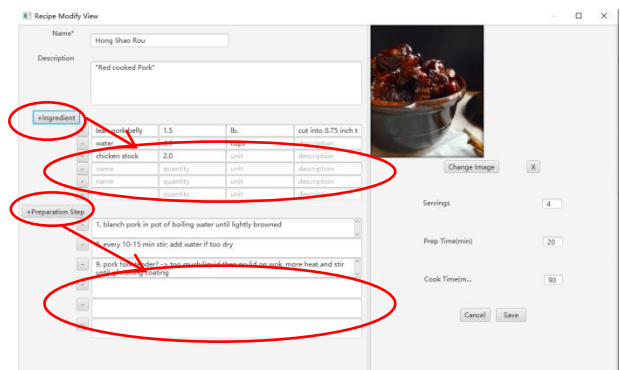 Recipe Modify View
Name*
Hong Shao Rou
Description
"Red cooked Pork"
+Ingredient
- lean pork belly 1.5 lb. cut into 0.75 inch t
- water cups description
- chicken stock 2.0 unit description
- name quantity unit description
- name quantity unit description
- name quantity unit description
+Preparation Step
- 1. blanch pork in pot of boiling water until lightly browned
- every 10-15 min stir; add water if too dry
- 9. pork fork tender? -> too much liquid then no lid on wok, more heat and stir
until glistening coating
-
-
-
Change Image X
Servings 4
Prep Time(min) 20
Cook Time(m... 90
Cancel Save